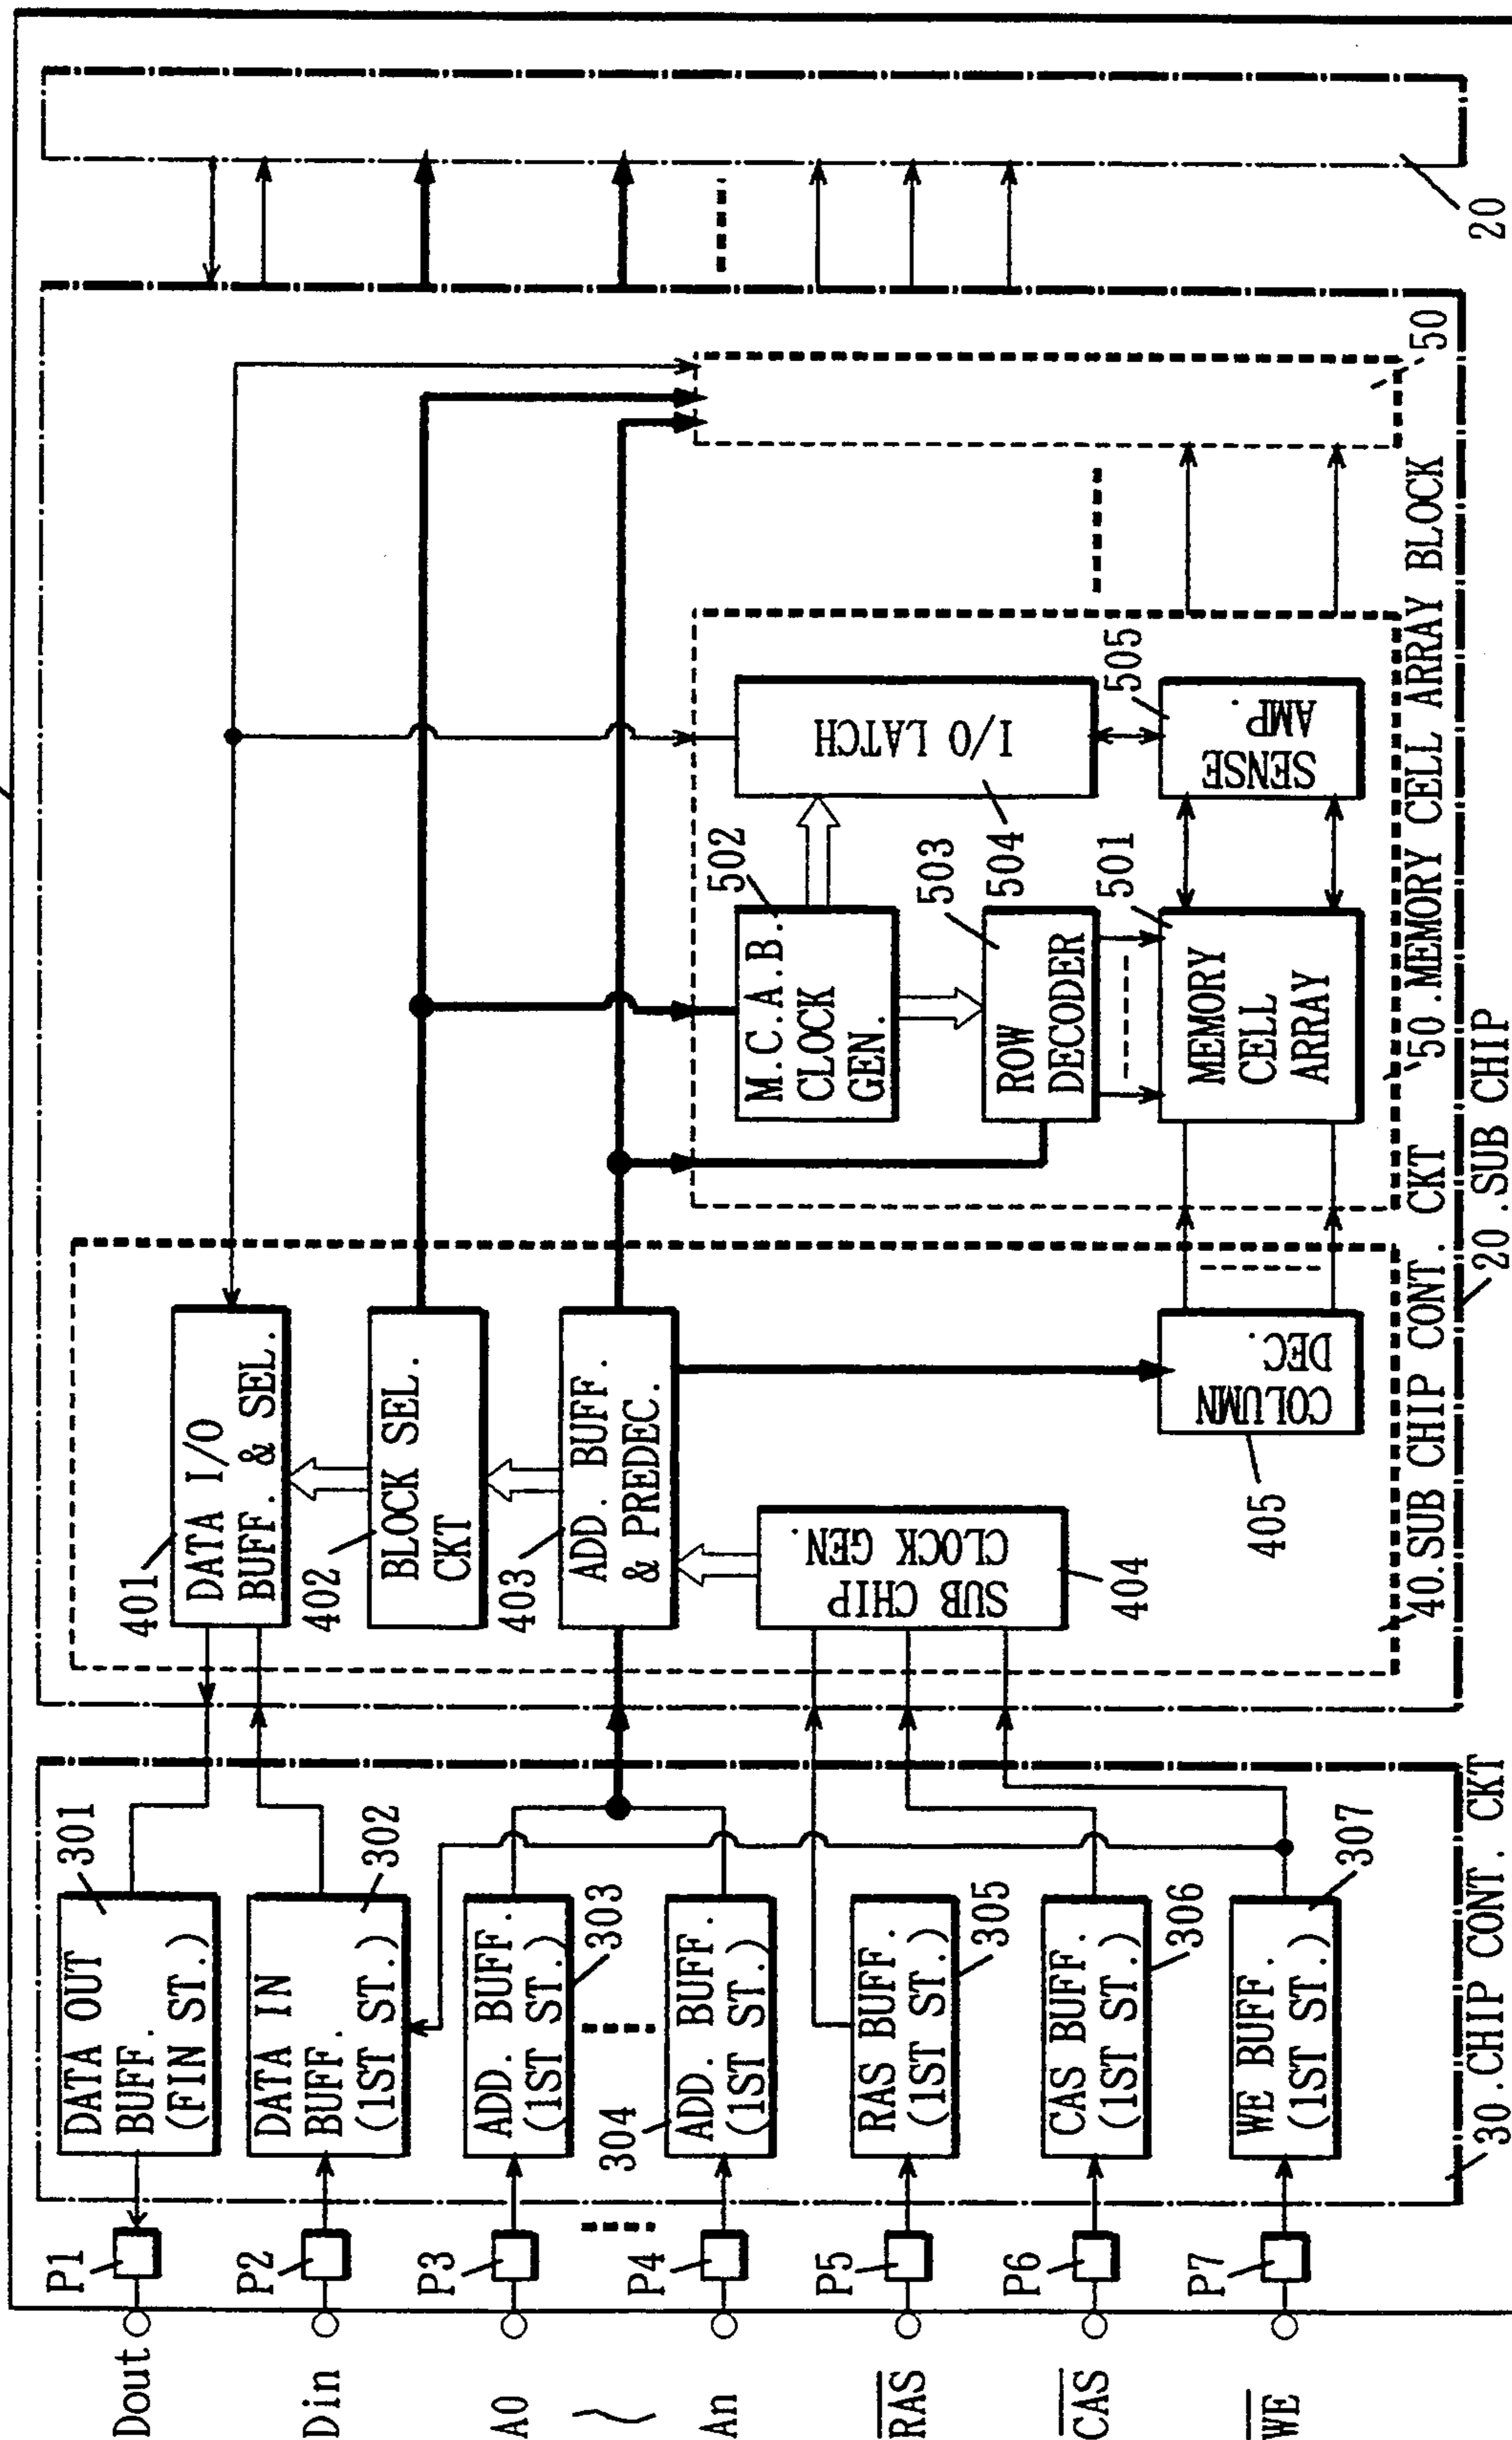 Dout
Din
A0
An
RAS
CAS
WE
P1
P2
P3
P4
P5
P6
P7
DATA OUT
BUFF.
(FIN ST.)
301
DATA IN
BUFF.
(1ST ST.)
302
ADD. BUFF.
(1ST ST.)
303
304
ADD. BUFF.
(1ST ST.)
RAS BUFF.
(1ST ST.)
305
CAS BUFF.
(1ST ST.)
306
WE BUFF.
(1ST ST.)
307
30.CHIP CONT. CKT
401
DATA I/O
BUFF. & SEL.
402
BLOCK SEL.
CKT
403
ADD. BUFF.
& PREDEC.
SUB CHIP
CLOCK GEN.
404
COLUMN
DEC.
405
40.SUB CHIP CONT. CKT
M.C.A.B.
CLOCK
GEN.
502
ROW
DECODER
503
I/O LATCH
504
MEMORY
CELL
ARRAY
501
SENSE
AMP.
505
50.MEMORY CELL ARRAY BLOCK
50
20.SUB CHIP
20